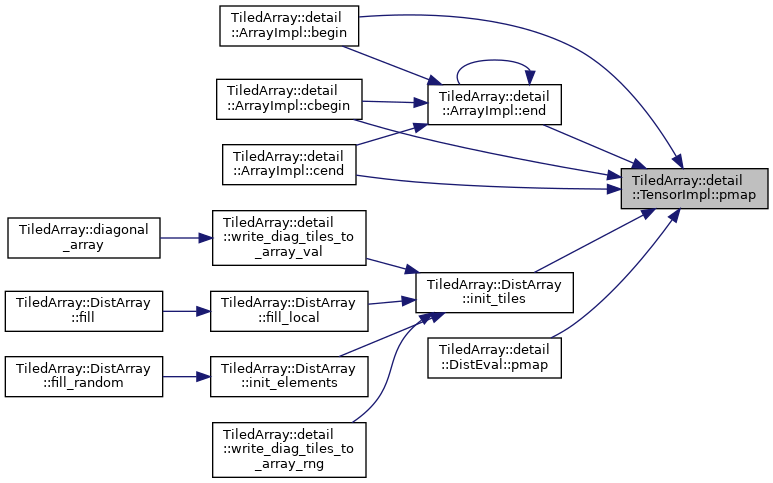 TiledArray::detail
::ArrayImpl::begin
TiledArray::detail
::ArrayImpl::cbegin
TiledArray::detail
::ArrayImpl::end
TiledArray::detail
::ArrayImpl::cend
TiledArray::detail
::TensorImpl::pmap
TiledArray::diagonal
_array
TiledArray::detail
::write_diag_tiles_to
_array_val
TiledArray::DistArray
::init_tiles
TiledArray::DistArray
::fill
TiledArray::DistArray
::fill_local
TiledArray::detail
::DistEval::pmap
TiledArray::DistArray
::fill_random
TiledArray::DistArray
::init_elements
TiledArray::detail
::write_diag_tiles_to
_array_rng